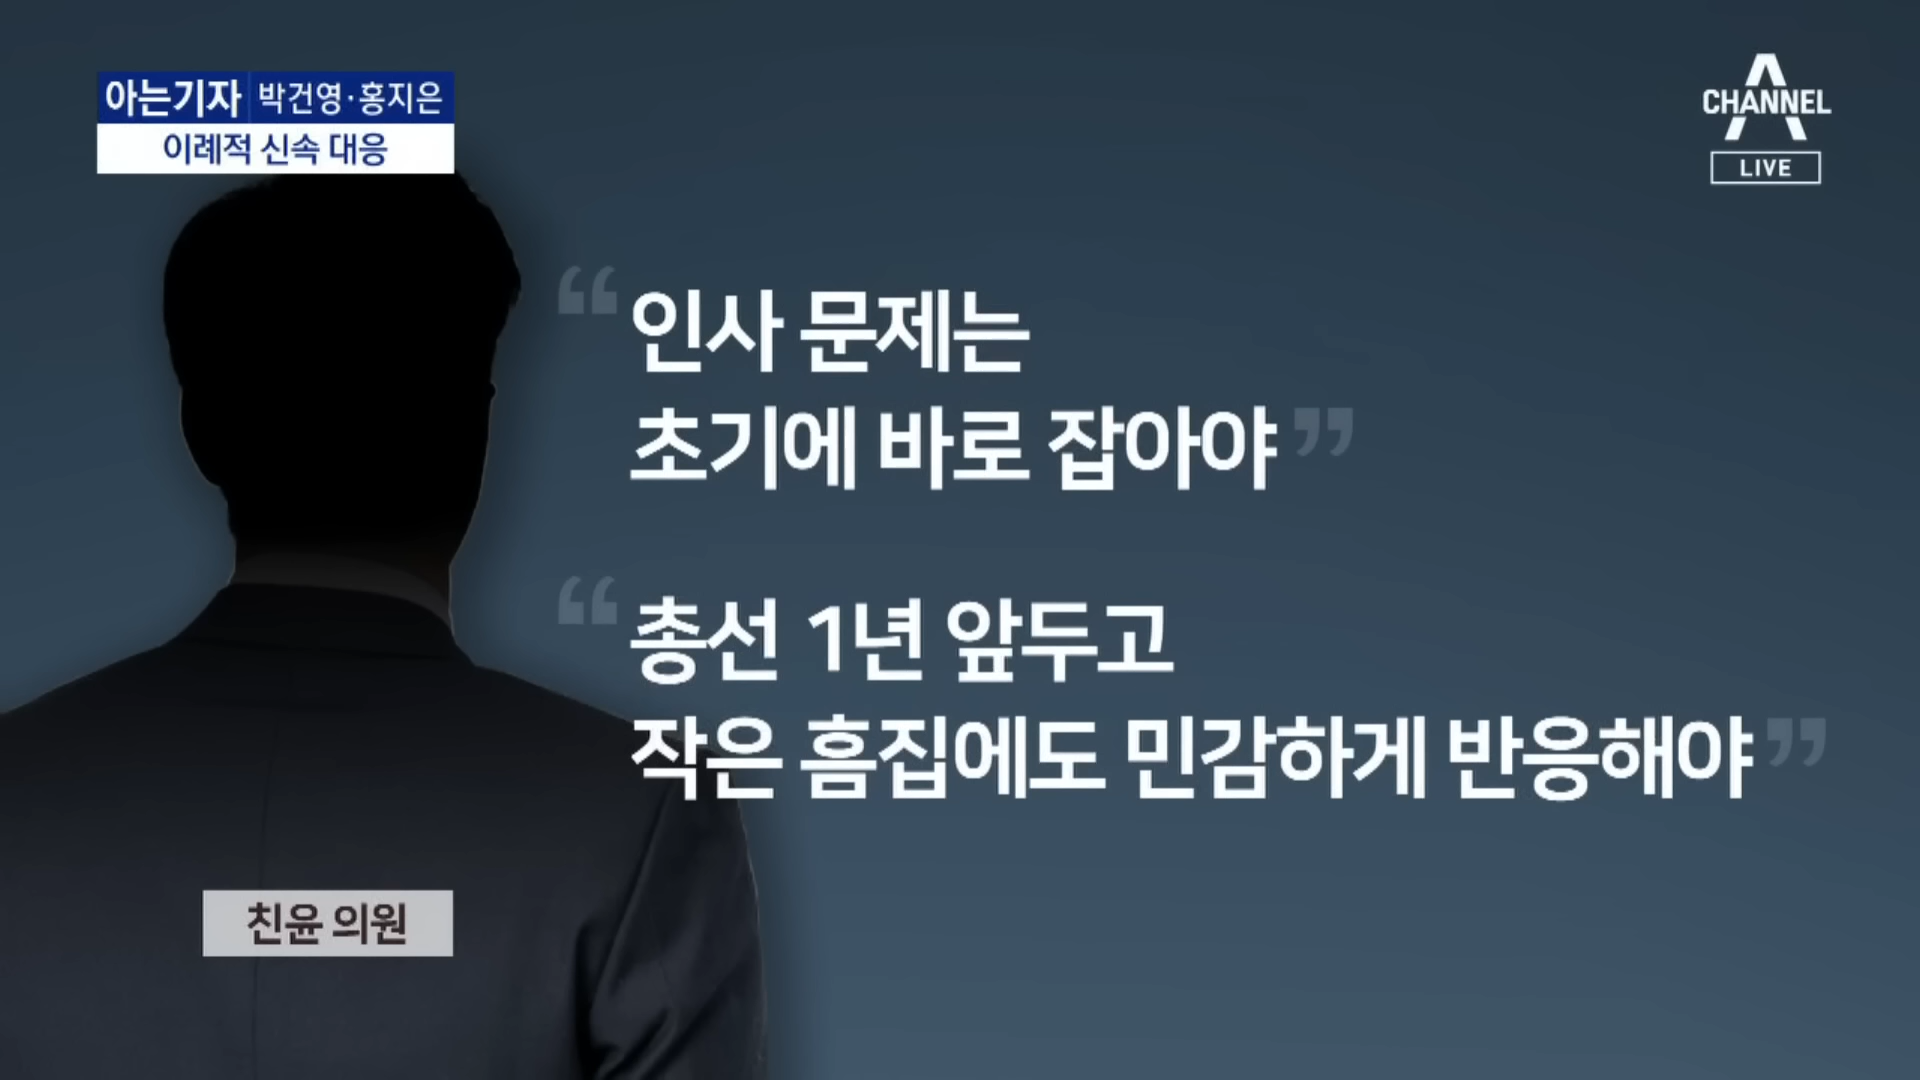 아는기자 박건영·홍지은
이례적 신속 대응
CHANNEL A
LIVE
“인사 문제는
초기에 바로 잡아야”
“총선 1년 앞두고
작은 흠집에도 민감하게 반응해야”
친윤 의원